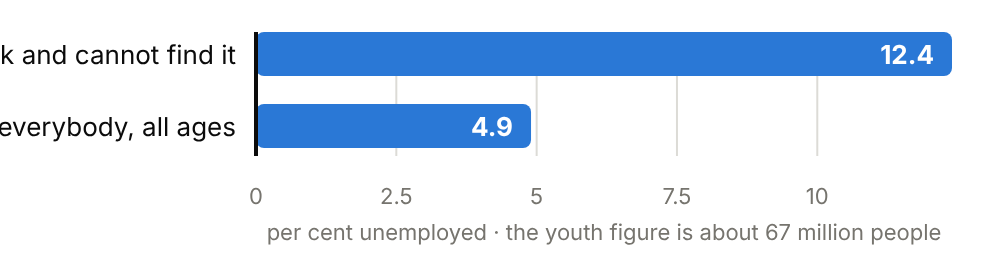 k and cannot find it
12.4
everybody, all ages
4.9
0 2.5 5 7.5 10
per cent unemployed · the youth figure is about 67 million people